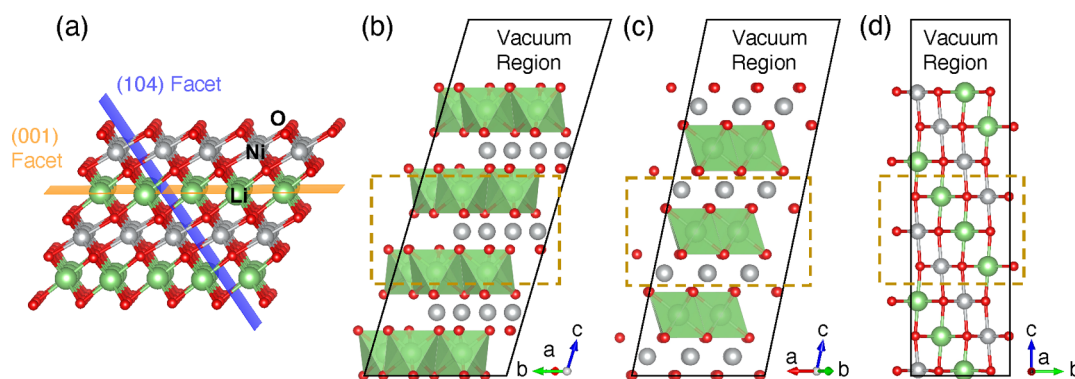 (a)
(104) Facet
(001)
Facet
O
Ni
Li
(b)
Vacuum
Region
c
a
b
(c)
Vacuum
Region
c
a
b
(d)
Vacuum
Region
c
a
b